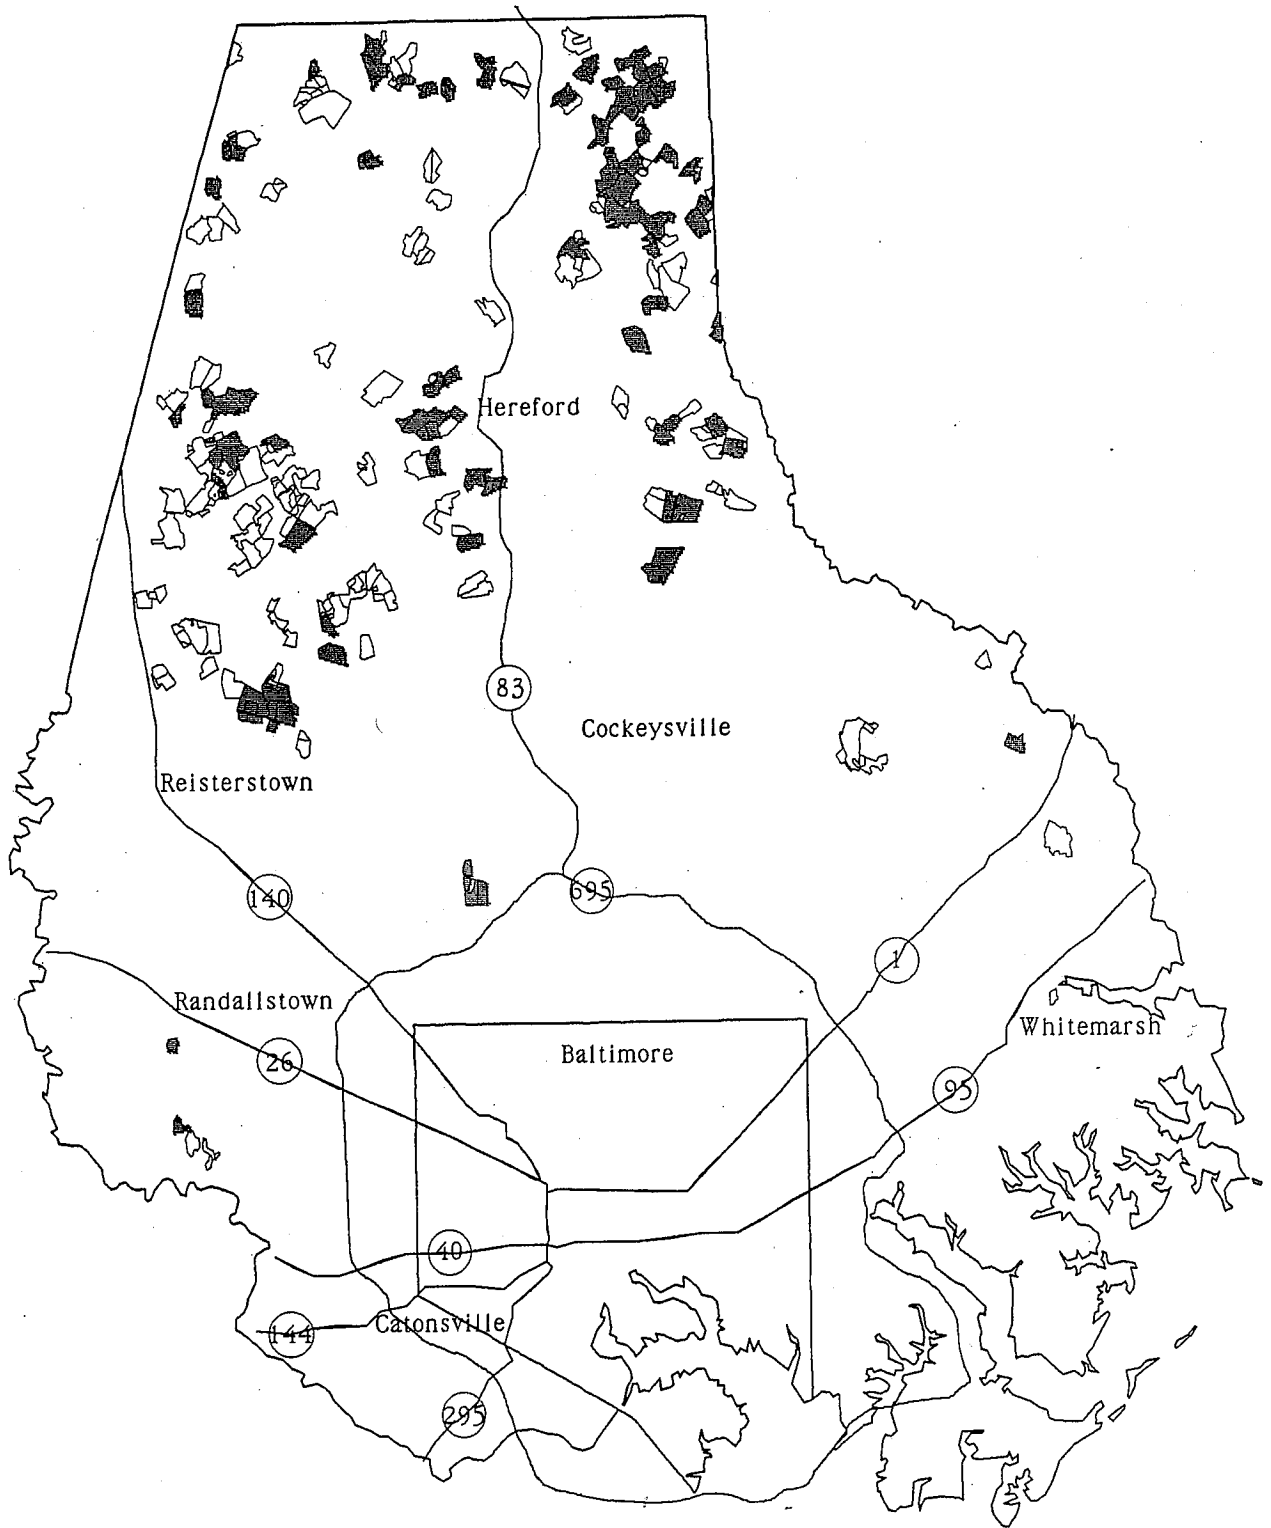 Hereford
83
Cockeysville
Reisterstown
140
695
1
Randallstown
Whitemarsh
26
Baltimore
95
40
144
Catonsville
295